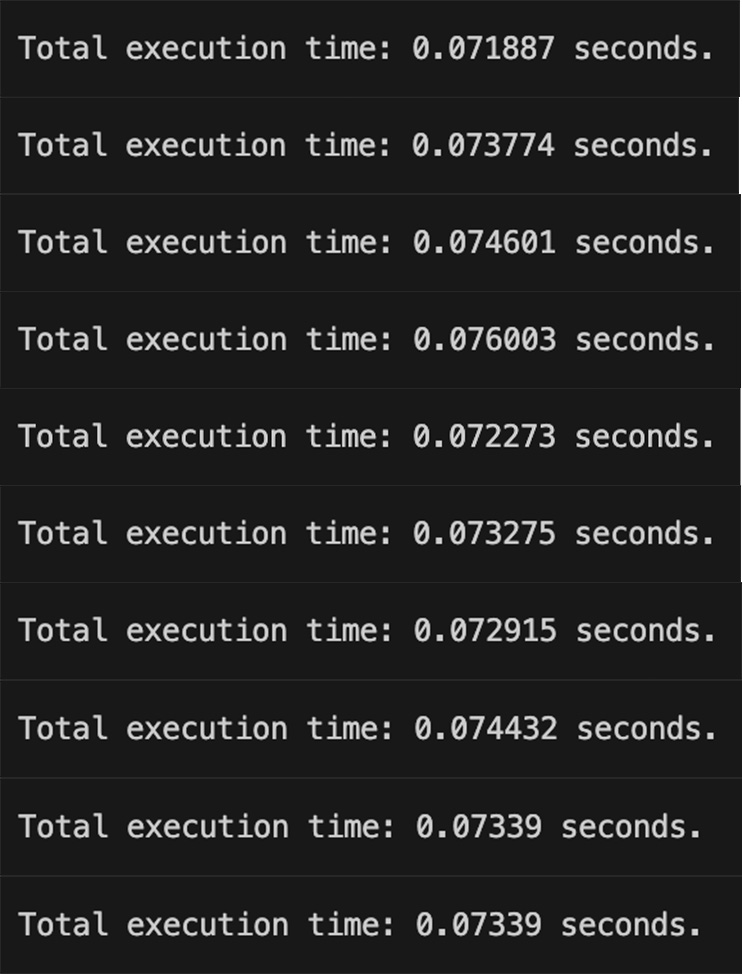 Total execution time: 0.071887 seconds.
Total execution time: 0.073774 seconds.
Total execution time: 0.074601 seconds.
Total execution time: 0.076003 seconds.
Total execution time: 0.072273 seconds.
Total execution time: 0.073275 seconds.
Total execution time: 0.072915 seconds.
Total execution time: 0.074432 seconds.
Total execution time: 0.07339 seconds.
Total execution time: 0.07339 seconds.